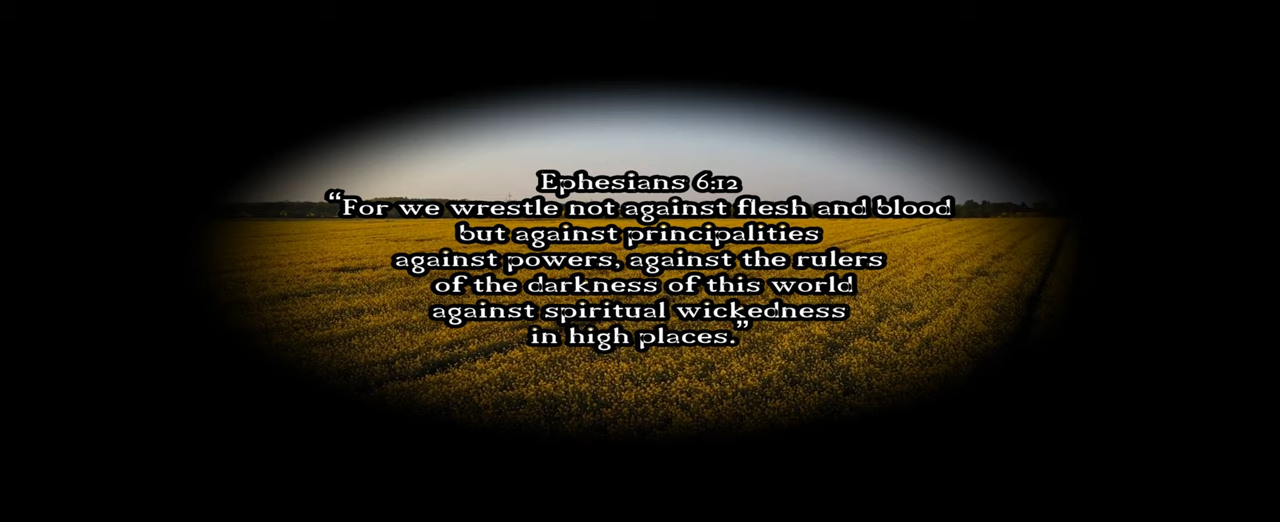 Ephesians 6:12
“For we wrestle not against flesh and blood
but against principalities
against powers, against the rulers
of the darkness of this world
against spiritual wickedness
in high places.”